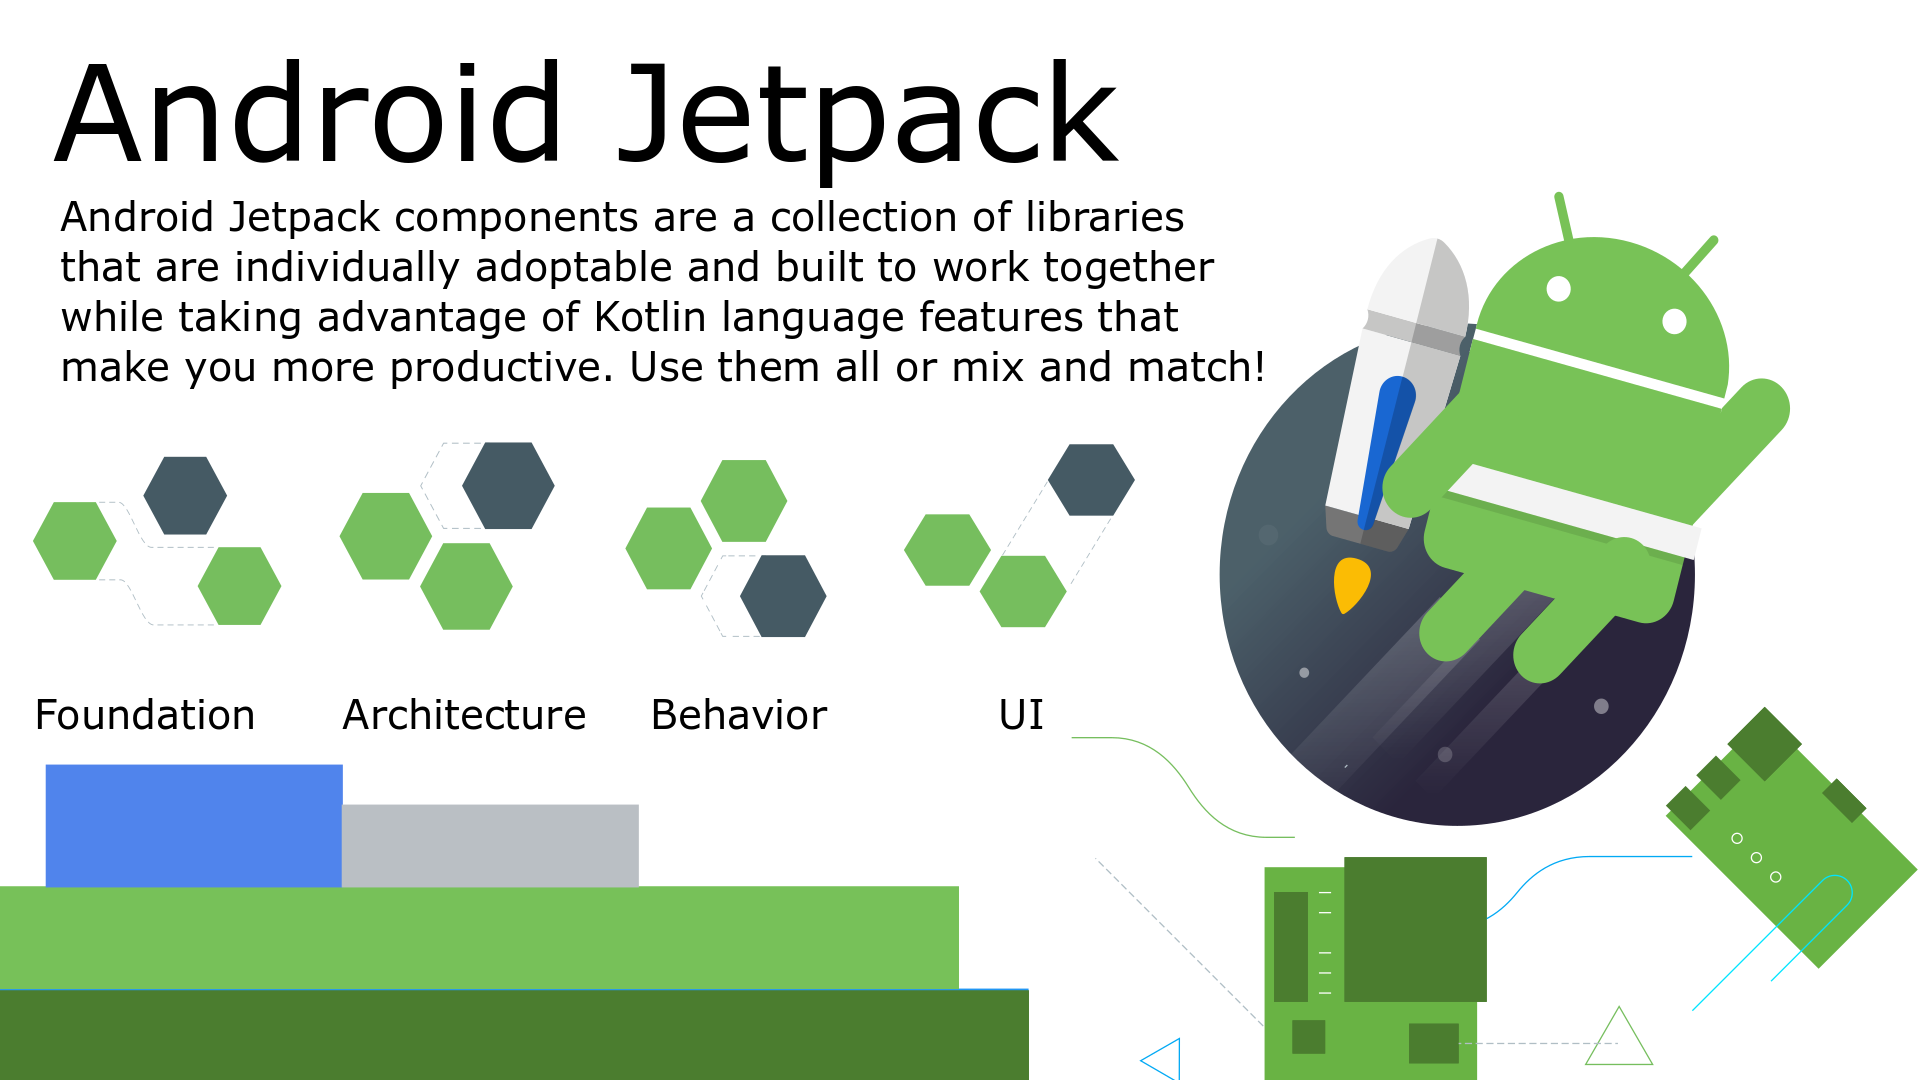 Android Jetpack
Android Jetpack components are a collection of libraries
that are individually adoptable and built to work together
while taking advantage of Kotlin language features that
make you more productive. Use them all or mix and match!
Foundation
Architecture
Behavior
UI